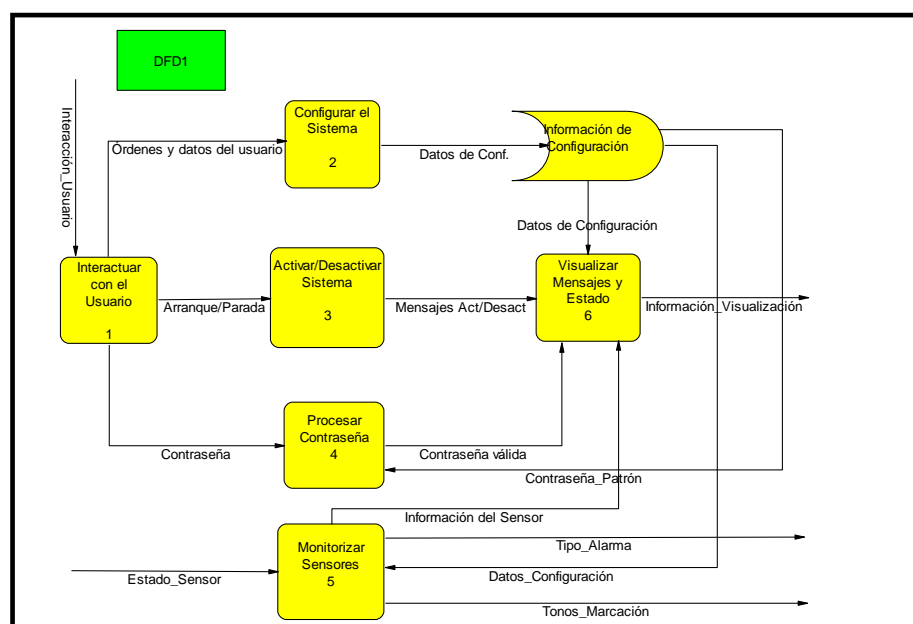 DFD1
Interacción_Usuario
Órdenes y datos del usuario
Configurar el
Sistema
2
Datos de Conf.
Información de
Configuración
Datos de Configuración
Interactuar
con el
Usuario
1
Arranque/Parada
Activar/Desactivar
Sistema
3
Mensajes Act/Desact
Visualizar
Mensajes y
Estado
6
Información_Visualización
Contraseña
Procesar
Contraseña
4
Contraseña válida
Contraseña_Patrón
Información del Sensor
Estado_Sensor
Monitorizar
Sensores
5
Tipo_Alarma
Datos_Configuración
Tonos_Marcación